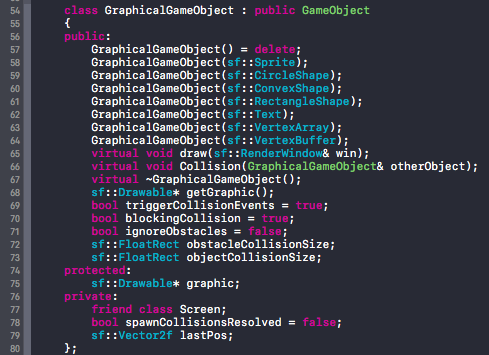 54 class GraphicalGameObject : public GameObject
55 {
56 public:
57 GraphicalGameObject() = delete;
58 GraphicalGameObject(sf::Sprite);
59 GraphicalGameObject(sf::CircleShape);
60 GraphicalGameObject(sf::ConvexShape);
61 GraphicalGameObject(sf::RectangleShape);
62 GraphicalGameObject(sf::Text);
63 GraphicalGameObject(sf::VertexArray);
64 GraphicalGameObject(sf::VertexBuffer);
65 virtual void draw(sf::RenderWindow& win);
66 virtual void Collision(GraphicalGameObject& otherObject);
67 virtual ~GraphicalGameObject();
68 sf::Drawable* getGraphic();
69 bool triggerCollisionEvents = true;
70 bool blockingCollision = true;
71 bool ignoreObstacles = false;
72 sf::FloatRect obstacleCollisionSize;
73 sf::FloatRect objectCollisionSize;
74 protected:
75 sf::Drawable* graphic;
76 private:
77 friend class Screen;
78 bool spawnCollisionsResolved = false;
79 sf::Vector2f lastPos;
80 };